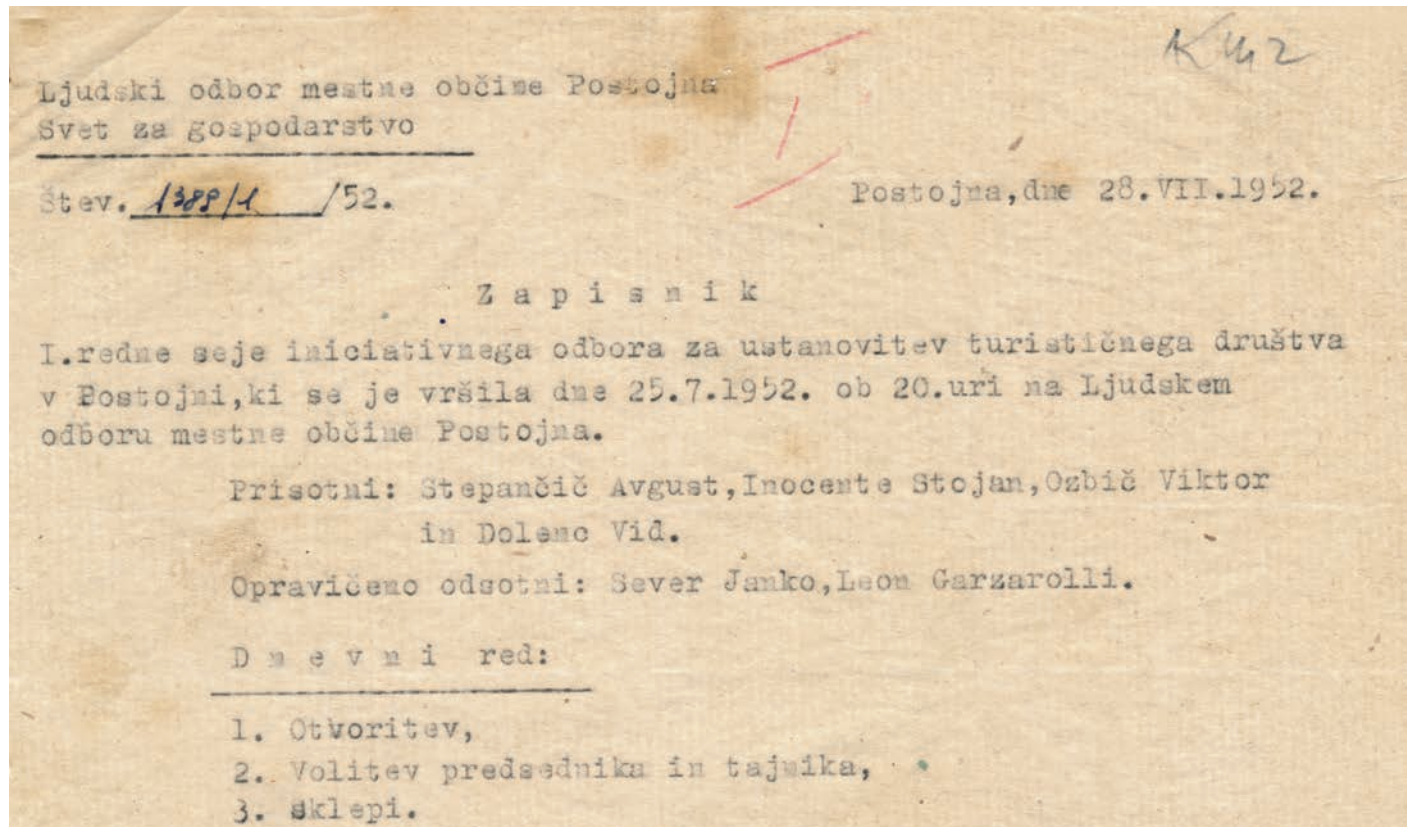 Ljudski odbor mestne občine Postojna
Svet za gospodarstvo
Štev. 1388/1 /52.
Postojna,dne 28.VII.1952.
Z a p i s n i k
I.redne seje iniciativnega odbora za ustanovitev turističnega društva
v Postojni,ki se je vršila dne 25.7.1952. ob 20.uri na Ljudskem
odboru mestne občine Postojna.
Prisotni: Stepančič Avgust,Inocente Stojan,Ozbič Viktor
in Dolenc Vid.
Opravičeno odsotni: Sever Janko,Leon Garzarolli.
D n e v n i red:
1. Otvoritev,
2. Volitev predsednika in tajnika,
3. Sklepi.